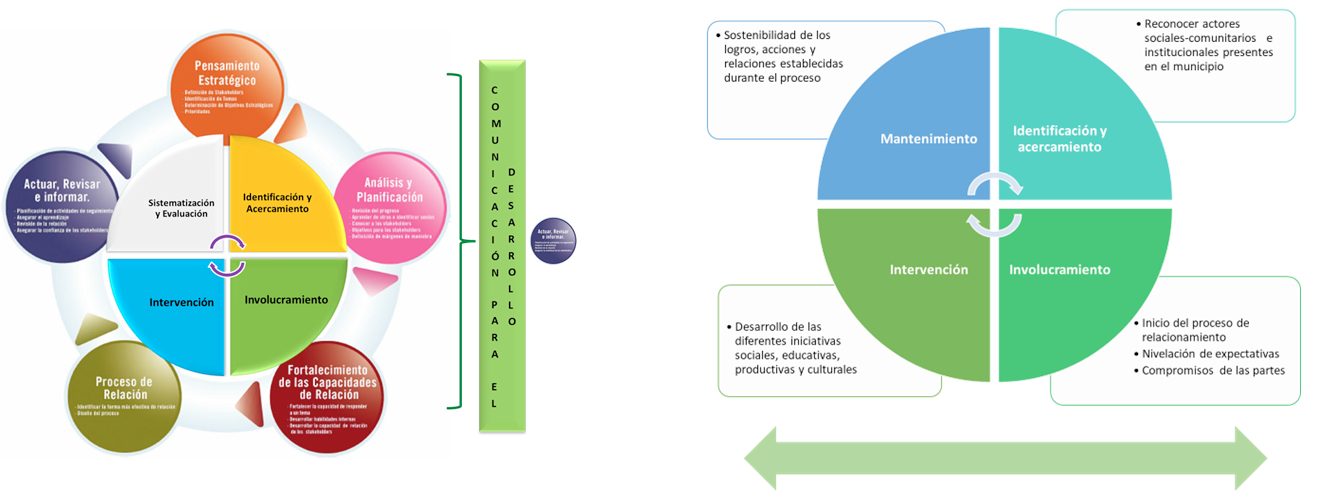 Pensamiento
Estratégico
· Definición de Stakeholders
· Identificación de Temas
· Determinación de Objetivos Estratégicos
· Prioridades
Análisis y
Planificación
· Revisión del progreso
· Aprender de otros e identificar socios
· Conocer a los stakeholders
· Objetivos para los stakeholders
· Definición de márgenes de maniobra
Fortalecimiento
de las Capacidades
de Relación
· Fortalecer la capacidad de responder
a un tema
· Desarrollar habilidades internas
· Desarrollar la capacidad de relación
de los stakeholders
Proceso de
Relación
· Identificar la forma más efectiva de relación
· Diseño del proceso
Actuar, Revisar
e informar.
· Planificación de actividades de seguimiento
· Asegurar el aprendizaje
· Revisión de la relación
· Asegurar la confianza de los stakeholders
Sistematización
y Evaluación
Identificación y
Acercamiento
Intervención
Involucramiento
COMUNICACIÓN PARA EL
DESARROLLO
Actuar, Revisar
e informar.
• Sostenibilidad de los
logros, acciones y
relaciones establecidas
durante el proceso
• Reconocer actores
sociales-comunitarios e
institucionales presentes
en el municipio
Mantenimiento
Identificación y
acercamiento
Intervención
Involucramiento
• Desarrollo de las
diferentes iniciativas
sociales, educativas,
productivas y culturales
• Inicio del proceso de
relacionamiento
• Nivelación de expectativas
• Compromisos de las partes